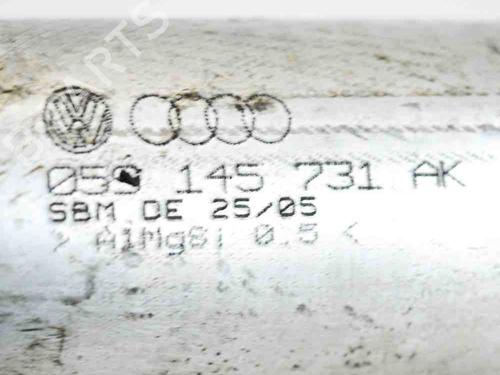 059 145 731 AK
SBM DE 25/05
> AlMgSi 0.5 <